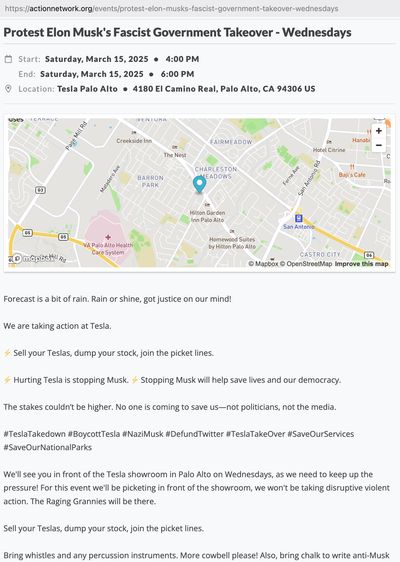 https://actionnetwork.org/events/protest-elon-musks-fascist-government-takeover-wednesdays
Protest Elon Musk's Fascist Government Takeover - Wednesdays
Start: Saturday, March 15, 2025 • 4:00 PM
End: Saturday, March 15, 2025 • 6:00 PM
Location: Tesla Palo Alto • 4180 El Camino Real, Palo Alto, CA 94306 US
TERRACE
VENTURA
Hotel
Page Mill Rd
Creekside Inn
FAIRMEADOW
+
−
Hotel Citrine
The Nest
Matadero Ave
BARRON
PARK
CHARLESTON
MEADOWS
Ferne Ave
San Antonio Rd
Baji's Cafe
Hilton Garden
Inn Palo Alto
San Antonio
VA Palo Alto Health
Care System
Homewood Suites
by Hilton Palo Alto
CASTRO CITY
mapbox
© Mapbox © OpenStreetMap Improve this map
Forecast is a bit of rain. Rain or shine, got justice on our mind!
We are taking action at Tesla.
⚡ Sell your Teslas, dump your stock, join the picket lines.
⚡ Hurting Tesla is stopping Musk. ⚡ Stopping Musk will help save lives and our democracy.
The stakes couldn't be higher. No one is coming to save us—not politicians, not the media.
#TeslaTakedown #BoycottTesla #NaziMusk #DefundTwitter #TeslaTakeOver #SaveOurServices
#SaveOurNationalParks
We'll see you in front of the Tesla showroom in Palo Alto on Wednesdays, as we need to keep up the
pressure! For this event we'll be picketing in front of the showroom, we won't be taking disruptive violent
action. The Raging Grannies will be there.
Sell your Teslas, dump your stock, join the picket lines.
Bring whistles and any percussion instruments. More cowbell please! Also, bring chalk to write anti-Musk